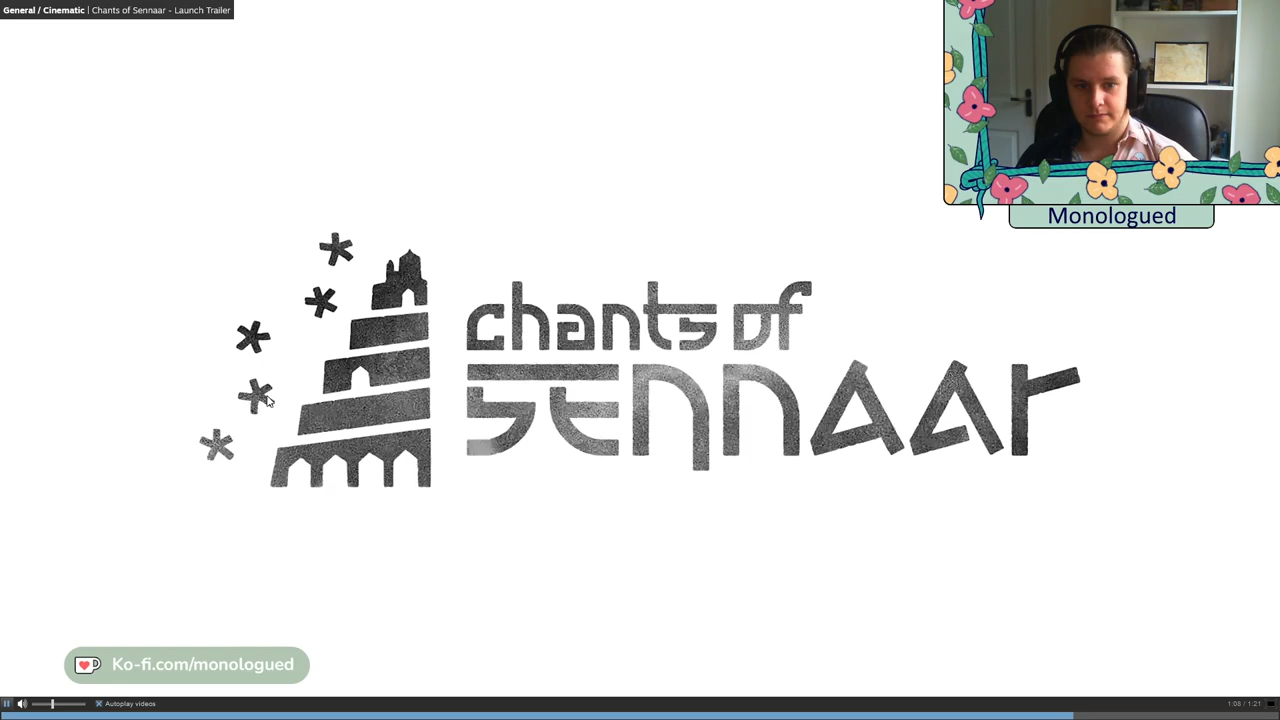 General / Cinematic | Chants of Sennaar - Launch Trailer
Monologued
chants of
sennaar
Ko-fi.com/monologued
Autoplay videos
1:08 / 1:21